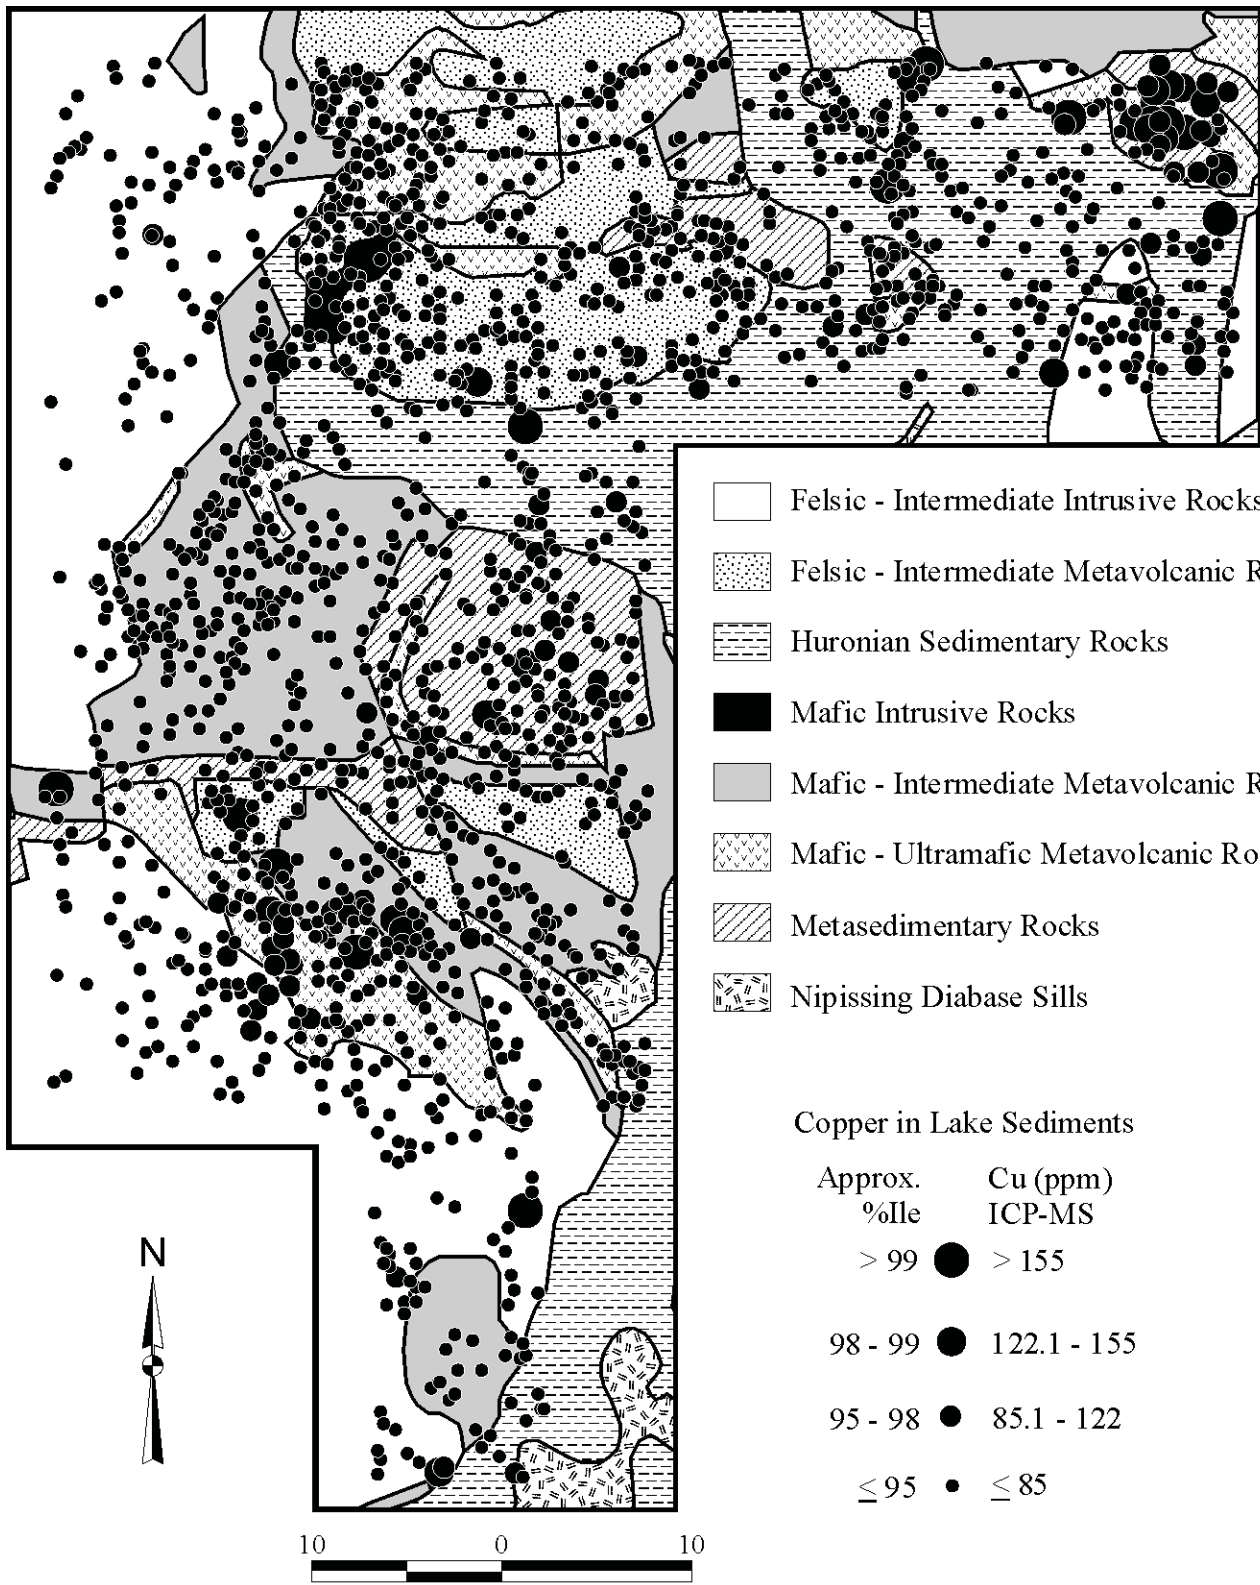 Felsic - Intermediate Intrusive Rocks
Felsic - Intermediate Metavolcanic R
Huronian Sedimentary Rocks
Mafic Intrusive Rocks
Mafic - Intermediate Metavolcanic R
Mafic - Ultramafic Metavolcanic Ro
Metasedimentary Rocks
Nipissing Diabase Sills
Copper in Lake Sediments
Approx. Cu (ppm)
%Ile ICP-MS
> 99 > 155
98 - 99 122.1 - 155
95 - 98 85.1 - 122
≤ 95 ≤ 85
N
10 0 10